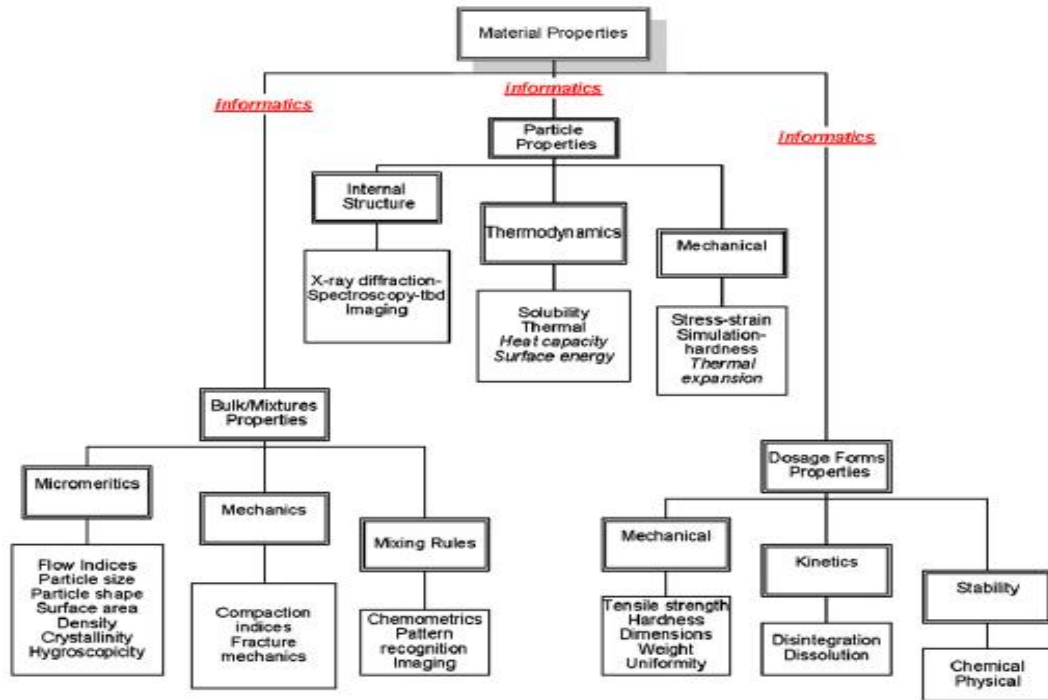 Material Properties
informatics
informatics
informatics
Particle
Properties
Internal
Structure
Thermodynamics
Mechanical
X-ray diffraction-
Spectroscopy-tbd
Imaging
Solubility
Thermal
Heat capacity
Surface energy
Stress-strain
Simulation-
hardness
Thermal
expansion
Bulk/Mixtures
Properties
Micromeritics
Mechanics
Mixing Rules
Flow Indices
Particle size
Particle shape
Surface area
Density
Crystallinity
Hygroscopicity
Compaction
indices
Fracture
mechanics
Chemometrics
Pattern
recognition
Imaging
Dosage Forms
Properties
Mechanical
Kinetics
Stability
Tensile strength
Hardness
Dimensions
Weight
Uniformity
Disintegration
Dissolution
Chemical
Physical